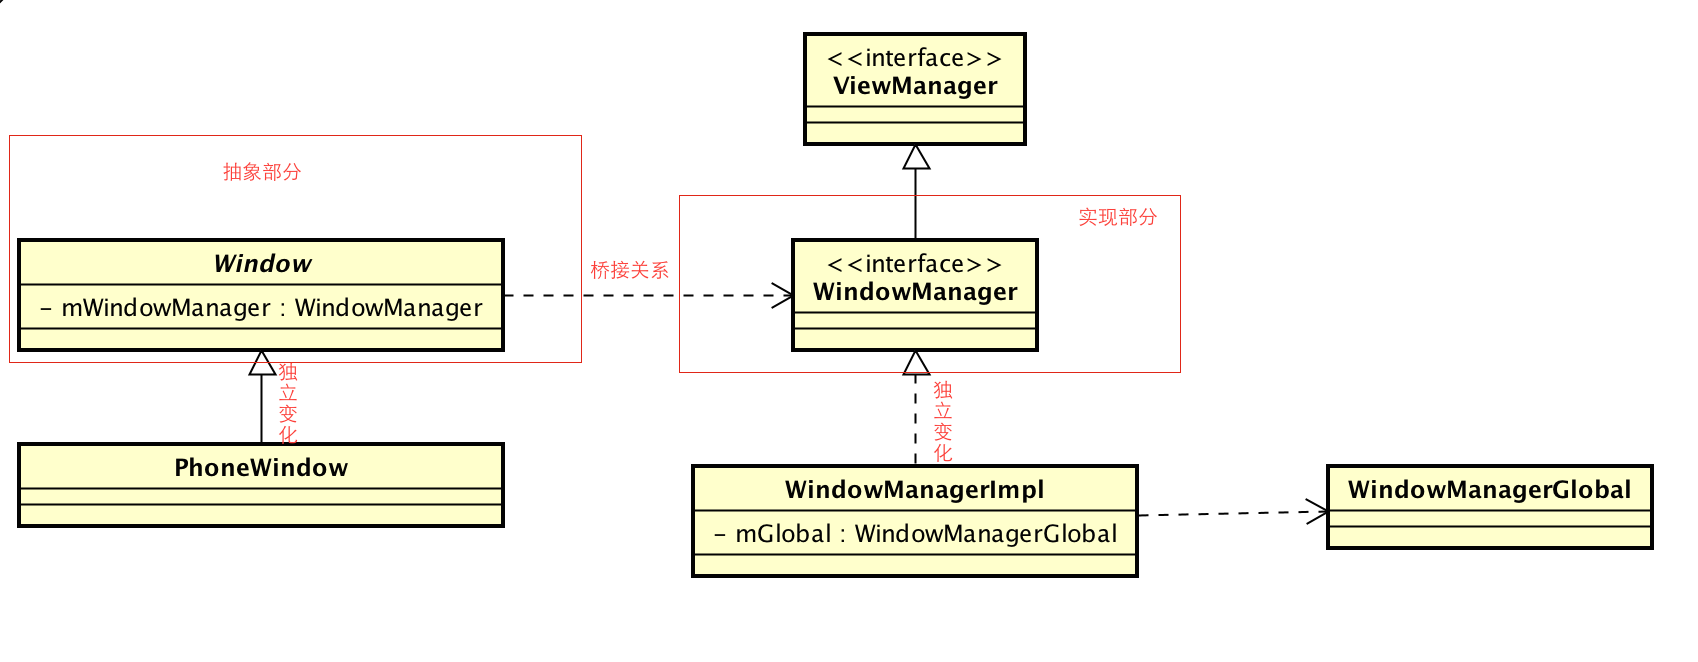 <<interface>>
ViewManager
抽象部分
实现部分
Window
- mWindowManager : WindowManager
桥接关系
<<interface>>
WindowManager
独
立
变
化
独
立
变
化
PhoneWindow
WindowManagerImpl
- mGlobal : WindowManagerGlobal
WindowManagerGlobal